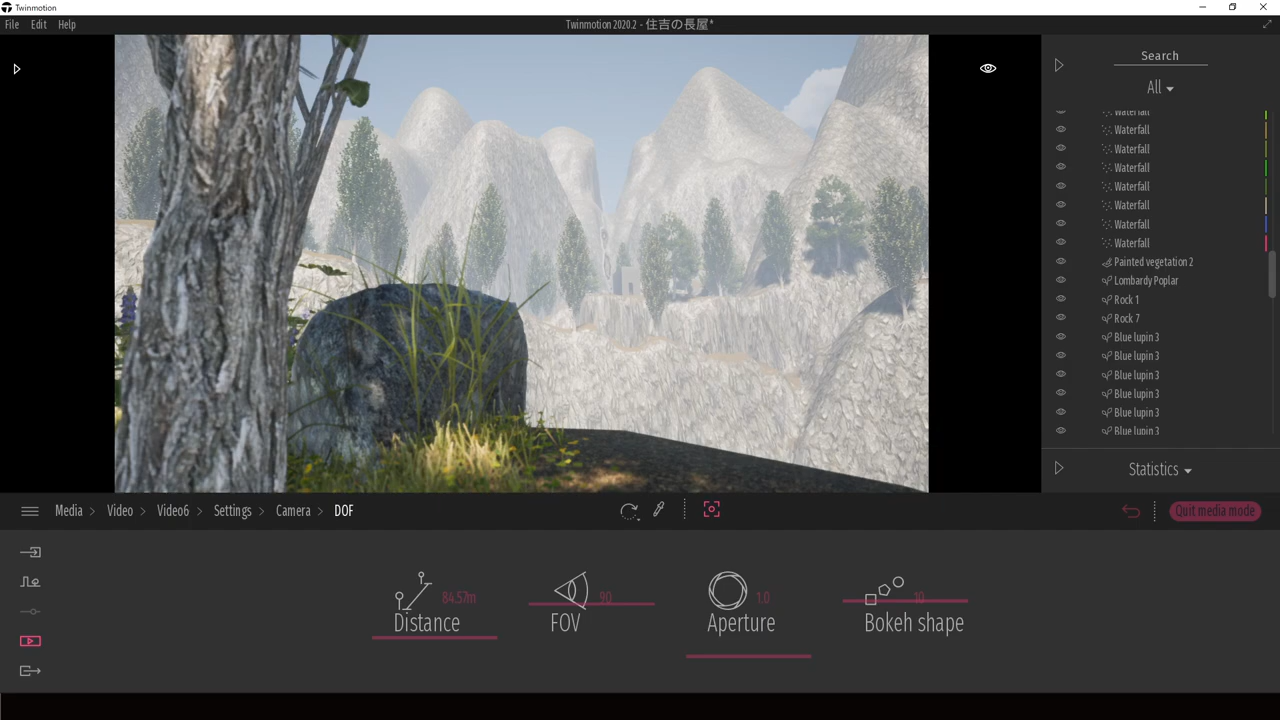 Twinmotion
File Edit Help
Twinmotion 2020.2 - 住吉の長屋*
Search
All
Waterfall
Waterfall
Waterfall
Waterfall
Waterfall
Waterfall
Waterfall
Waterfall
Painted vegetation 2
Lombardy Poplar
Rock 1
Rock 7
Blue lupin 3
Blue lupin 3
Blue lupin 3
Blue lupin 3
Blue lupin 3
Blue lupin 3
Statistics
Media > Video > Video6 > Settings > Camera > DOF
Quit media mode
84.57m
90
1.0
10
Distance
FOV
Aperture
Bokeh shape